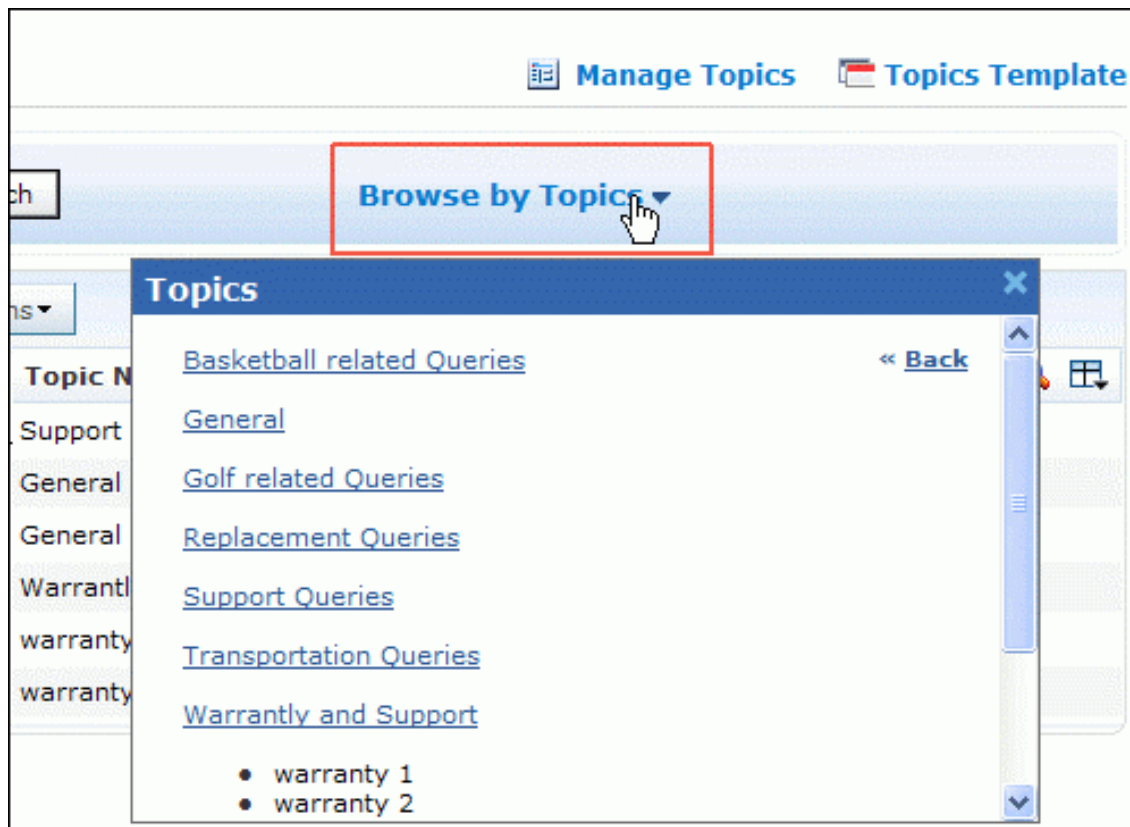 Manage Topics Topics Template
ch Browse by Topics
Topics
ns
Basketball related Queries « Back
Topic N
General
Support
Golf related Queries
General
Replacement Queries
General
Support Queries
Warrantl
Transportation Queries
warranty
warranty
Warrantly and Support
• warranty 1
• warranty 2